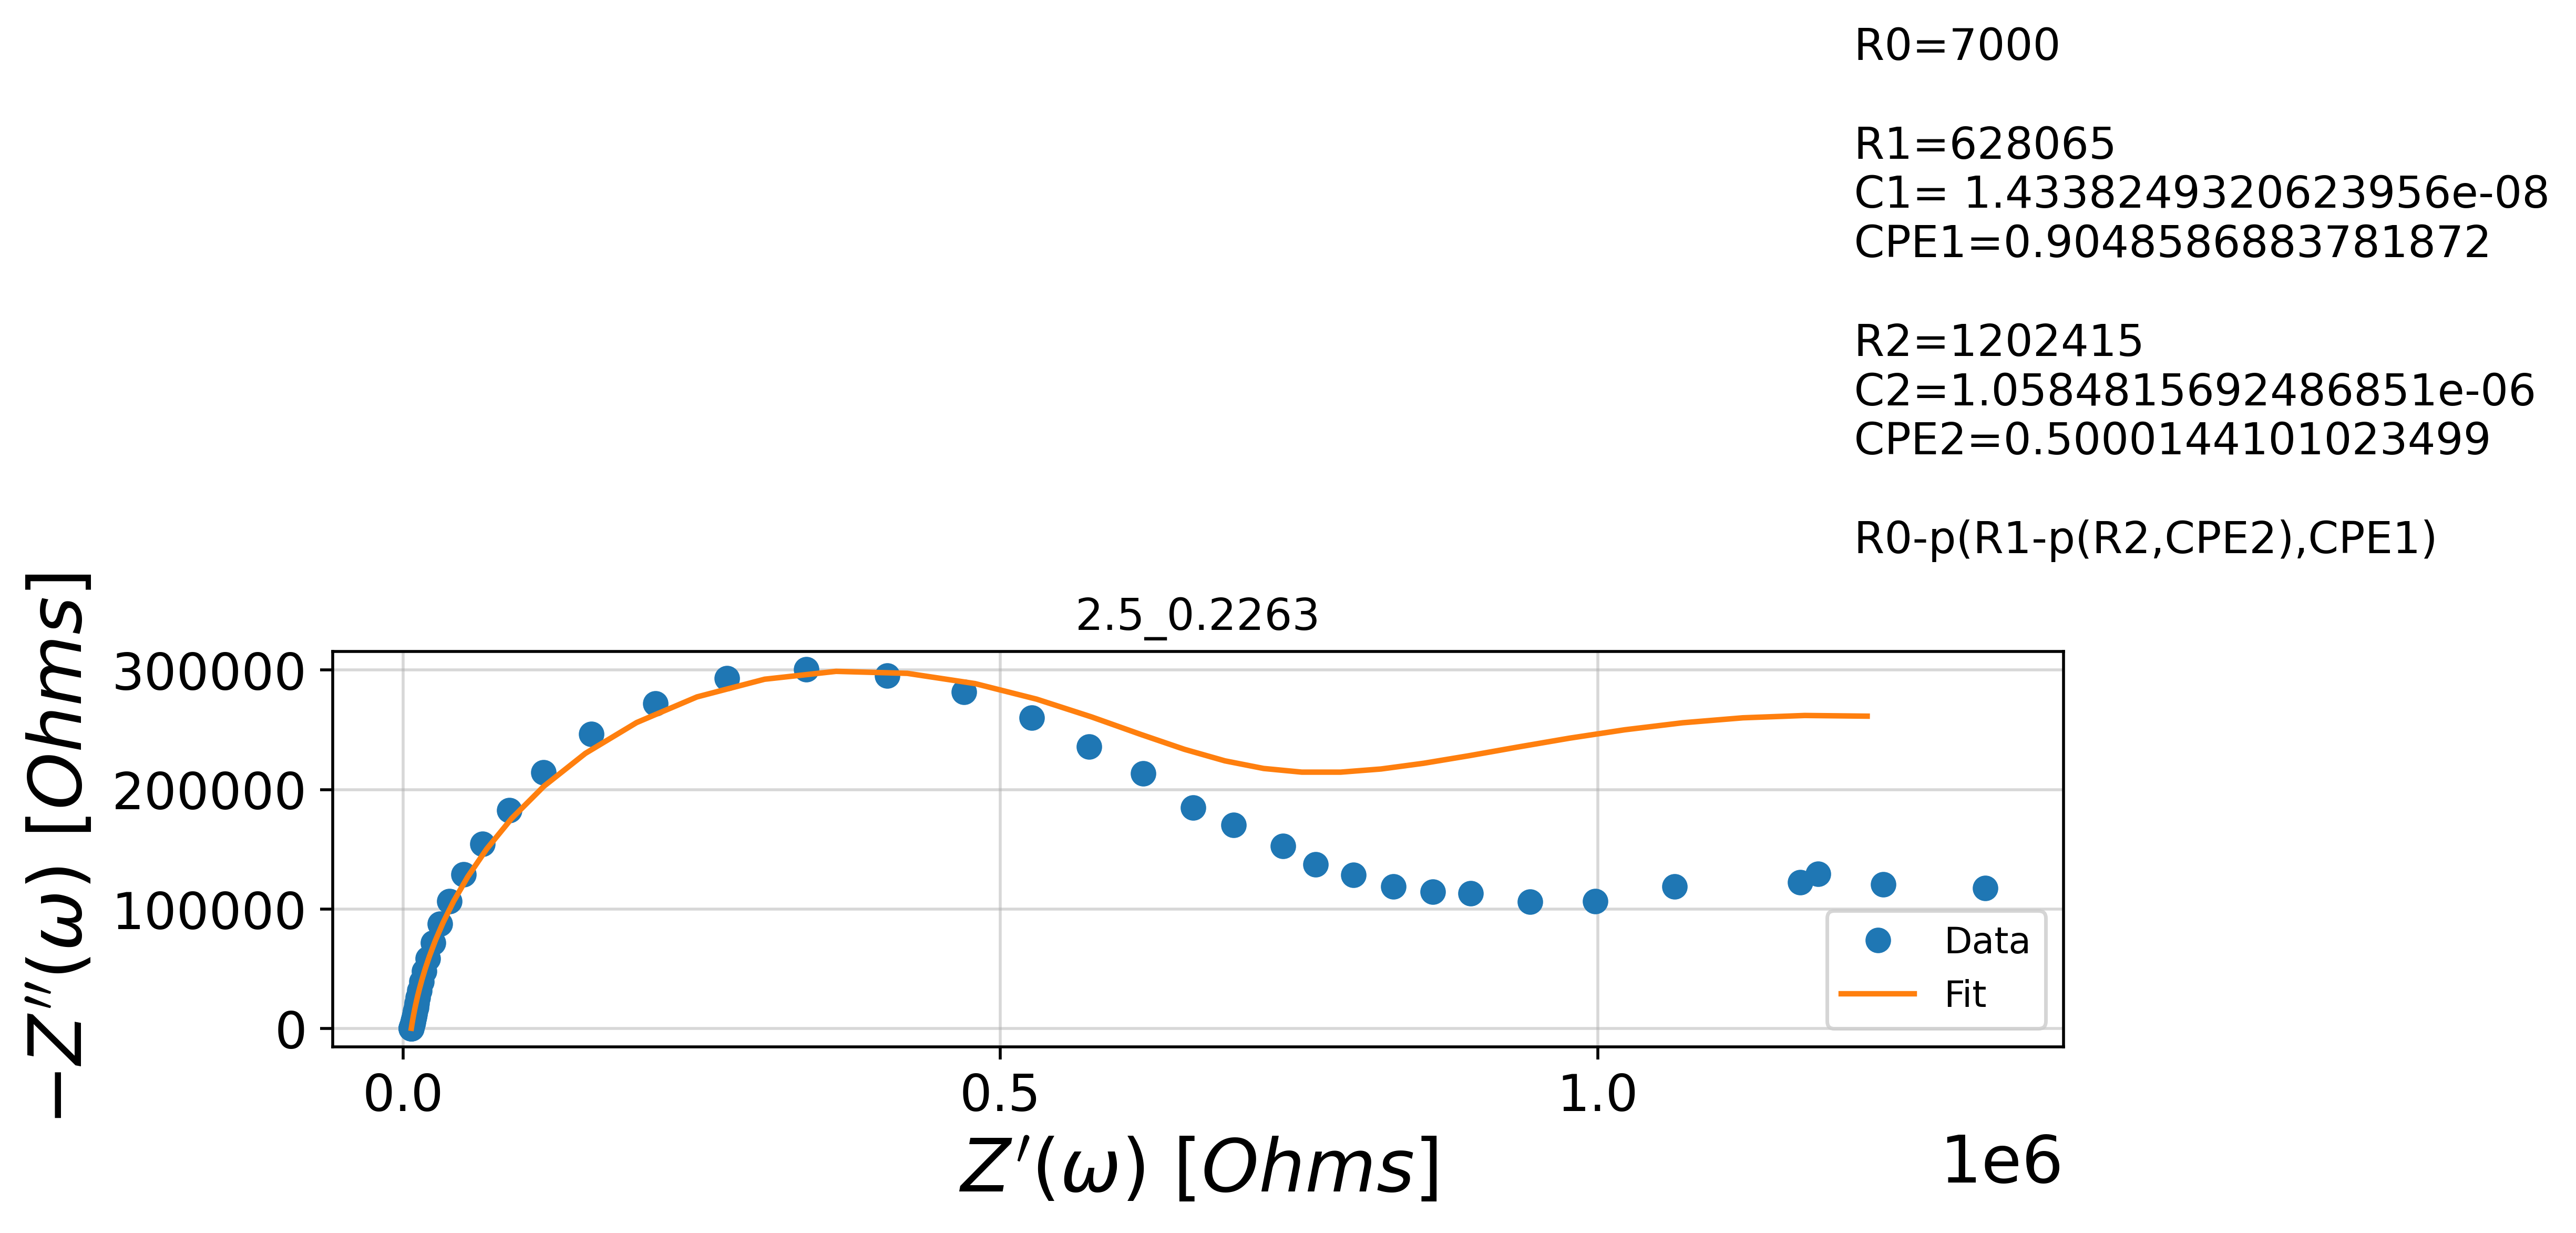 R0=7000
R1=628065
C1= 1.4338249320623956e-08
CPE1=0.9048586883781872
R2=1202415
C2=1.0584815692486851e-06
CPE2=0.5000144101023499
R0-p(R1-p(R2,CPE2),CPE1)
2.5_0.2263
−Z′′(ω) [Ohms]
300000
200000
100000
0
Data
Fit
0.0 0.5 1.0
1e6
Z′(ω) [Ohms]